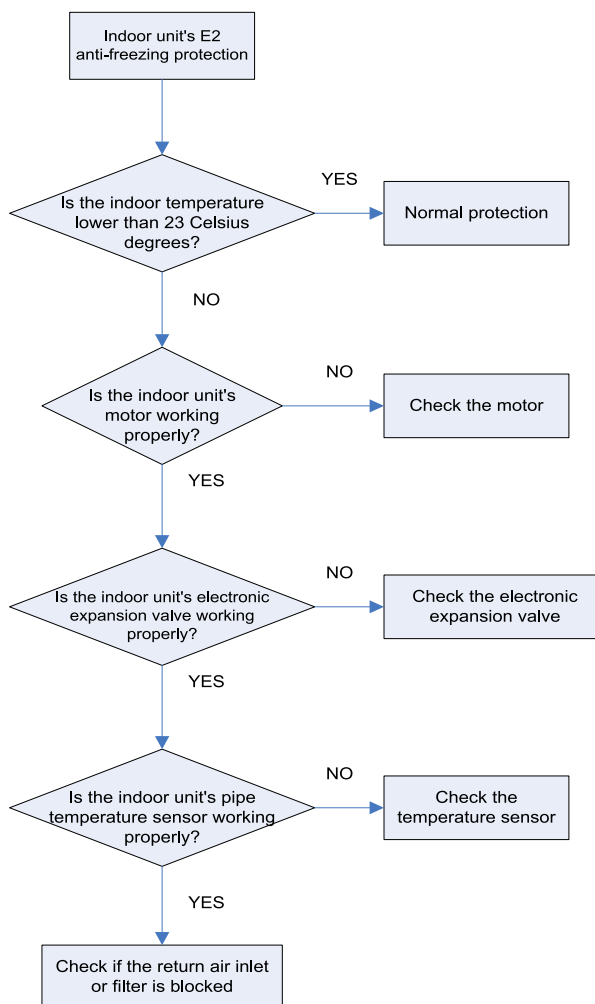 Indoor unit's E2
anti-freezing protection
YES
Is the indoor temperature
lower than 23 Celsius
degrees?
Normal protection
NO
NO
Is the indoor unit's
motor working
properly?
Check the motor
YES
NO
Is the indoor unit's electronic
expansion valve working
properly?
Check the electronic
expansion valve
YES
NO
Is the indoor unit's pipe
temperature sensor working
properly?
Check the
temperature sensor
YES
Check if the return air inlet
or filter is blocked